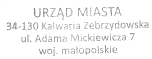 URZĄD MIASTA
34-130 Kalwaria Zebrzydowska
ul. Adama Mickiewicza 7
woj. małopolskie